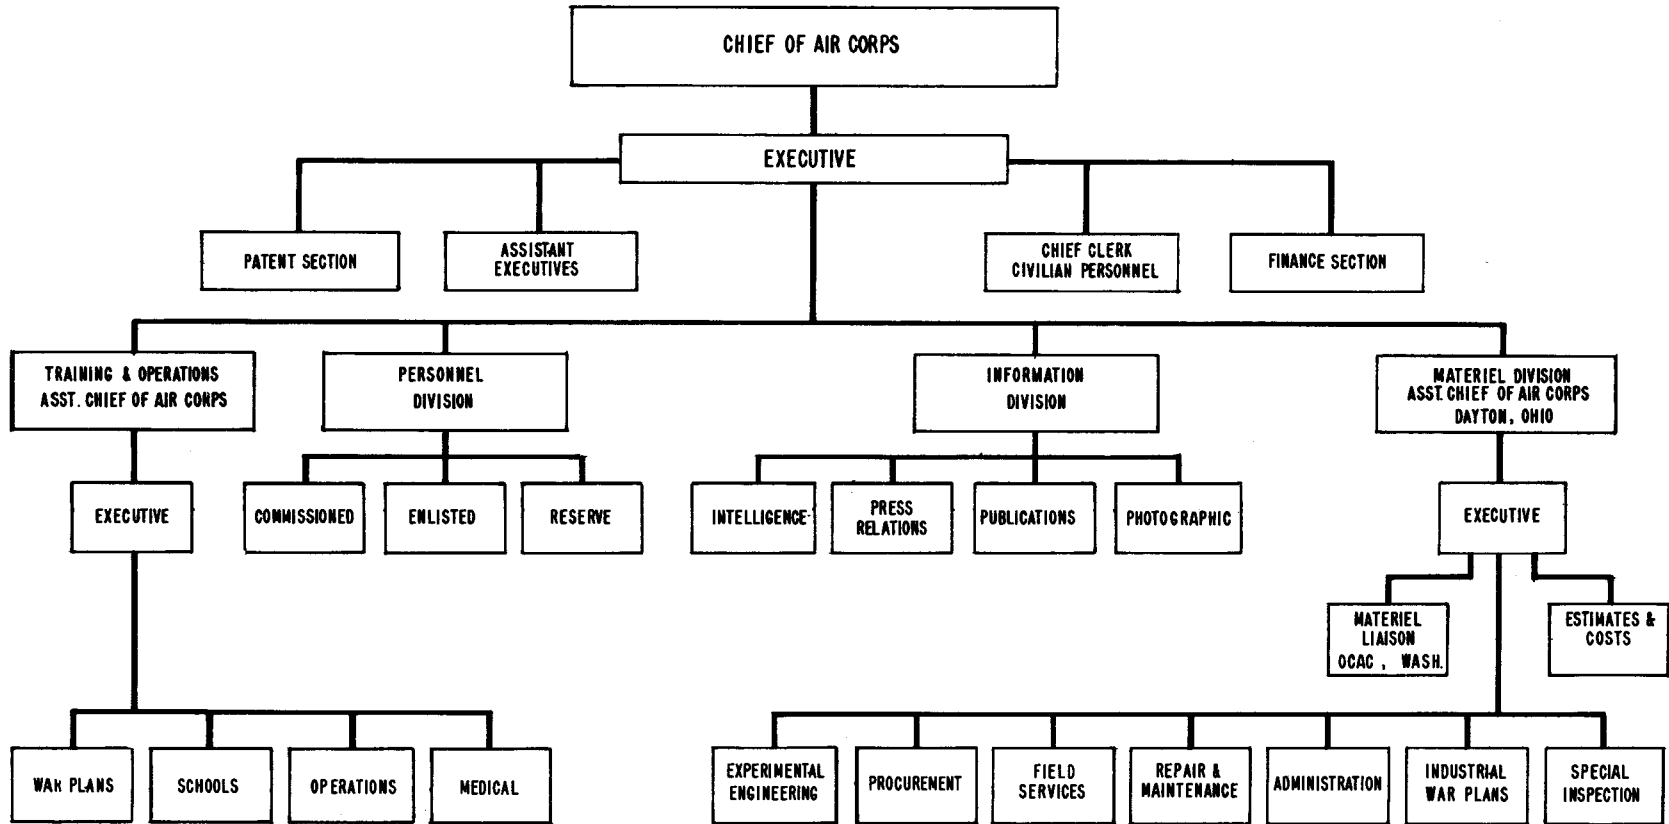 CHIEF OF AIR CORPS
EXECUTIVE
PATENT SECTION
ASSISTANT
EXECUTIVES
CHIEF CLERK
CIVILIAN PERSONNEL
FINANCE SECTION
TRAINING & OPERATIONS
ASST. CHIEF OF AIR CORPS
PERSONNEL
DIVISION
INFORMATION
DIVISION
MATERIEL DIVISION
ASST. CHIEF OF AIR CORPS
DAYTON, OHIO
EXECUTIVE
COMMISSIONED
ENLISTED
RESERVE
INTELLIGENCE
PRESS
RELATIONS
PUBLICATIONS
PHOTOGRAPHIC
EXECUTIVE
MATERIEL
LIAISON
OCAC, WASH.
ESTIMATES &
COSTS
WAR PLANS
SCHOOLS
OPERATIONS
MEDICAL
EXPERIMENTAL
ENGINEERING
PROCUREMENT
FIELD
SERVICES
REPAIR &
MAINTENANCE
ADMINISTRATION
INDUSTRIAL
WAR PLANS
SPECIAL
INSPECTION